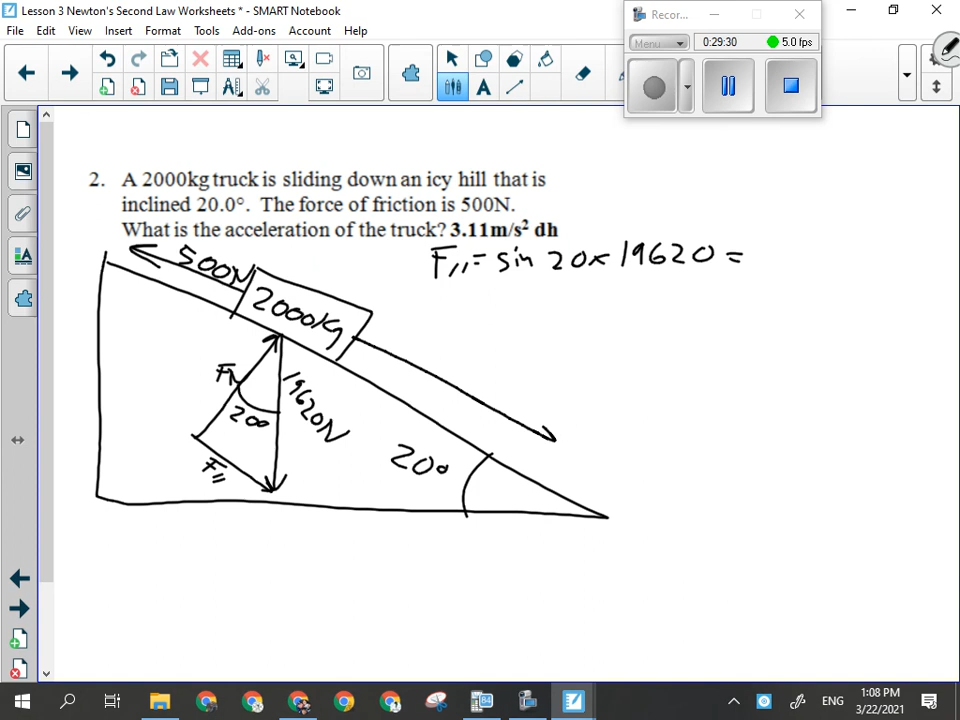 Lesson 3 Newton's Second Law Worksheets * - SMART Notebook
File Edit View Insert Format Tools Add-ons Account Help
Recor...
Menu 0:29:30 5.0 fps
2. A 2000kg truck is sliding down an icy hill that is
inclined 20.0°. The force of friction is 500N.
What is the acceleration of the truck? 3.11m/s² dh
F// = sin 20 × 19620 =
500N
2000kg
19620N
20°
F//
20°
ENG
1:08 PM
3/22/2021